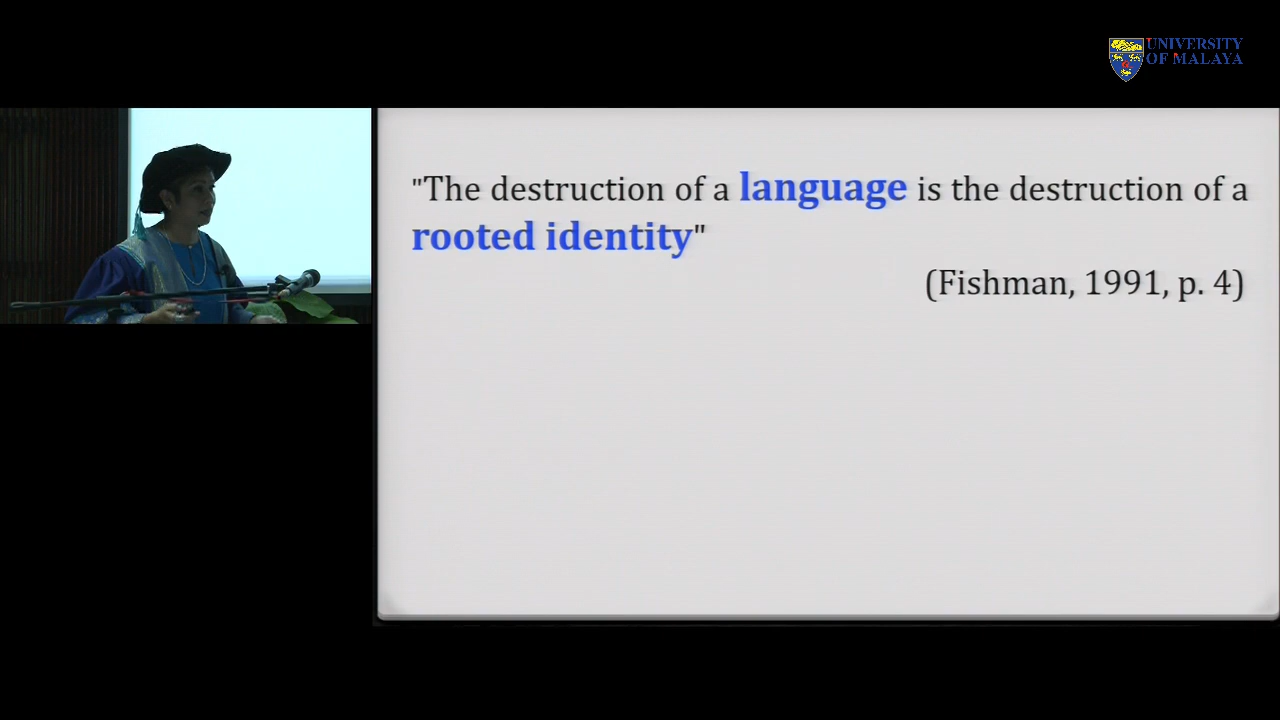 UNIVERSITY
OF MALAYA
"The destruction of a language is the destruction of a
rooted identity"
(Fishman, 1991, p. 4)